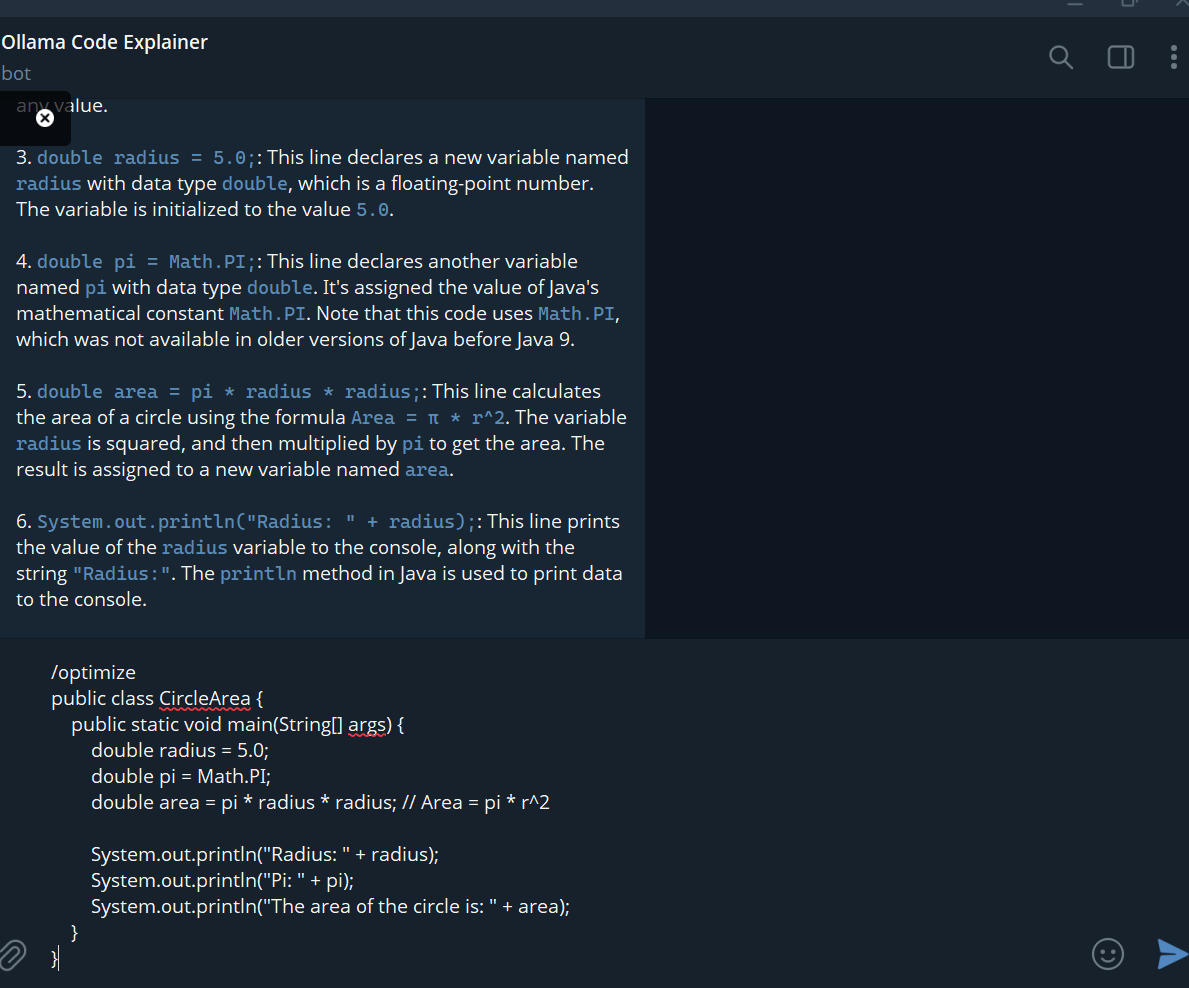 Ollama Code Explainer
bot
any value.
3. double radius = 5.0;: This line declares a new variable named
radius with data type double, which is a floating-point number.
The variable is initialized to the value 5.0.
4. double pi = Math.PI;: This line declares another variable
named pi with data type double. It's assigned the value of Java's
mathematical constant Math.PI. Note that this code uses Math.PI,
which was not available in older versions of Java before Java 9.
5. double area = pi * radius * radius;: This line calculates
the area of a circle using the formula Area = π * r^2. The variable
radius is squared, and then multiplied by pi to get the area. The
result is assigned to a new variable named area.
6. System.out.println("Radius: " + radius);: This line prints
the value of the radius variable to the console, along with the
string "Radius:". The println method in Java is used to print data
to the console.
/optimize
public class CircleArea {
public static void main(String[] args) {
double radius = 5.0;
double pi = Math.PI;
double area = pi * radius * radius; // Area = pi * r^2
System.out.println("Radius: " + radius);
System.out.println("Pi: " + pi);
System.out.println("The area of the circle is: " + area);
}
}